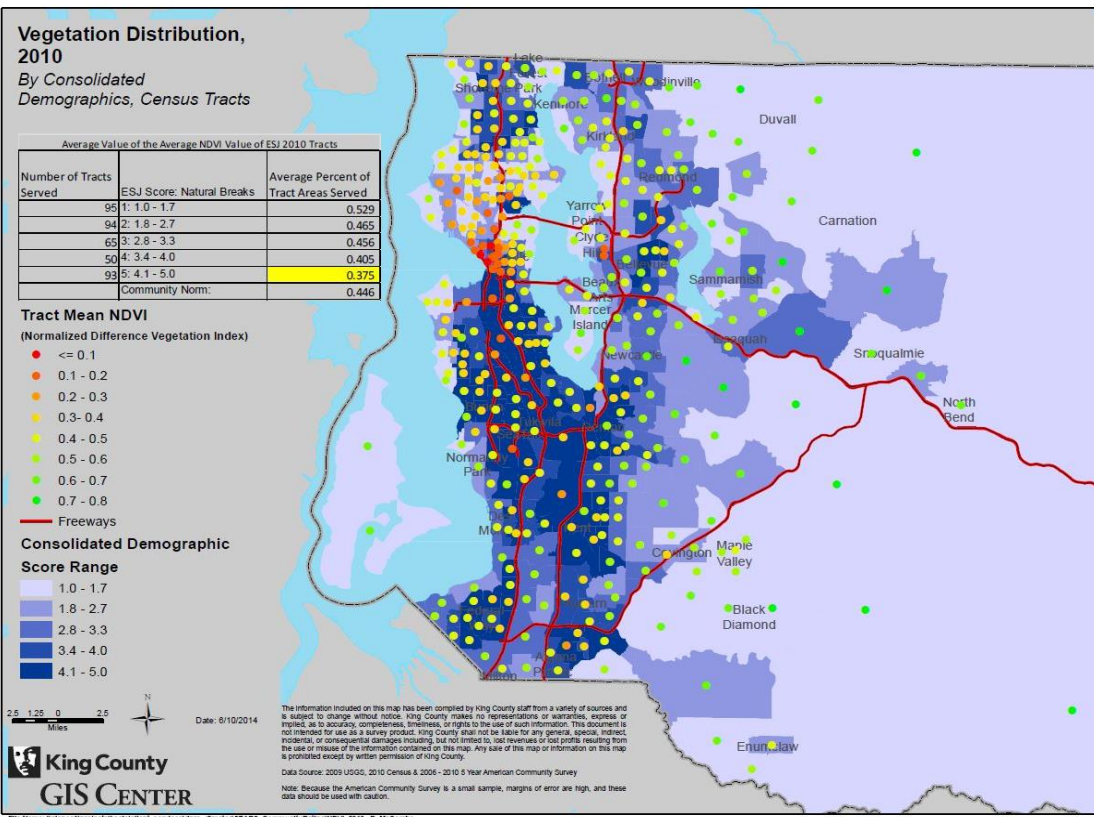 Vegetation Distribution,
2010
By Consolidated
Demographics, Census Tracts
Average Value of the Average NDVI Value of ESJ 2010 Tracts
Number of Tracts Served ESJ Score: Natural Breaks Average Percent of Tract Areas Served
95 1: 1.0 - 1.7 0.529
94 2: 1.8 - 2.7 0.465
65 3: 2.8 - 3.3 0.456
50 4: 3.4 - 4.0 0.405
93 5: 4.1 - 5.0 0.375
Community Norm: 0.446
Tract Mean NDVI
(Normalized Difference Vegetation Index)
<= 0.1
0.1 - 0.2
0.2 - 0.3
0.3- 0.4
0.4 - 0.5
0.5 - 0.6
0.6 - 0.7
0.7 - 0.8
Freeways
Consolidated Demographic
Score Range
1.0 - 1.7
1.8 - 2.7
2.8 - 3.3
3.4 - 4.0
4.1 - 5.0
2.5 1.25 0 2.5
Miles
N
Date: 6/10/2014
King County
GIS CENTER
Lake
Park
Kenmore
Duvall
Redmond
Carnation
Yarrow
Point
Clyde
Hill
Bellevue
Beaux
Arts
Mercer
Island
Sammamish
Newcastle
Issaquah
Snoqualmie
North
Bend
Tukwila
Normandy
Park
Covington
Maple
Valley
Black
Diamond
Enumclaw
The information included on this map has been compiled by King County staff from a variety of sources and
is subject to change without notice. King County makes no representations or warranties, express or
implied, as to accuracy, completeness, timeliness, or rights to the use of such information. This document is
not intended for use as a survey product. King County shall not be liable for any general, special, indirect,
incidental, or consequential damages including, but not limited to, lost revenues or lost profits resulting from
the use or misuse of the information contained on this map. Any sale of this map or information on this map
is prohibited except by written permission of King County.
Data Source: 2009 USGS, 2010 Census & 2006 - 2010 5 Year American Community Survey
Note: Because the American Community Survey is a small sample, margins of error are high, and these
data should be used with caution.